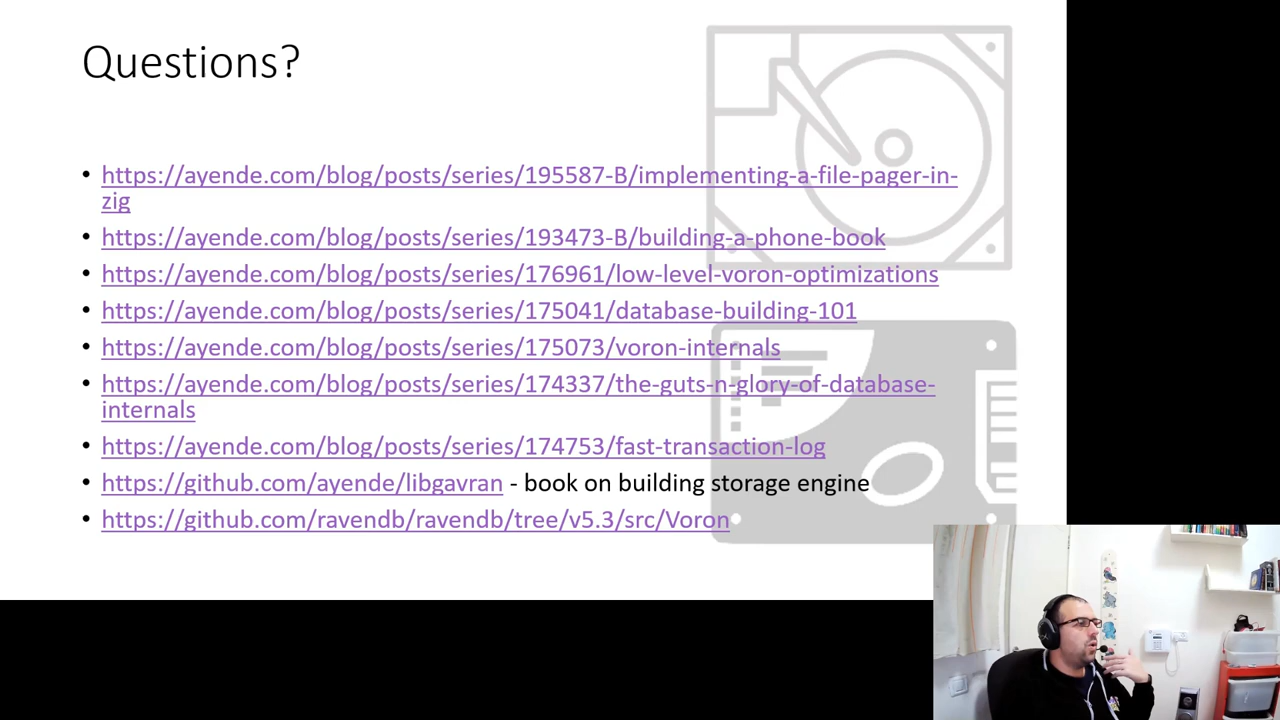 Questions?
• https://ayende.com/blog/posts/series/195587-B/implementing-a-file-pager-in-
zig
• https://ayende.com/blog/posts/series/193473-B/building-a-phone-book
• https://ayende.com/blog/posts/series/176961/low-level-voron-optimizations
• https://ayende.com/blog/posts/series/175041/database-building-101
• https://ayende.com/blog/posts/series/175073/voron-internals
• https://ayende.com/blog/posts/series/174337/the-guts-n-glory-of-database-
internals
• https://ayende.com/blog/posts/series/174753/fast-transaction-log
• https://github.com/ayende/libgavran - book on building storage engine
• https://github.com/ravendb/ravendb/tree/v5.3/src/Voron